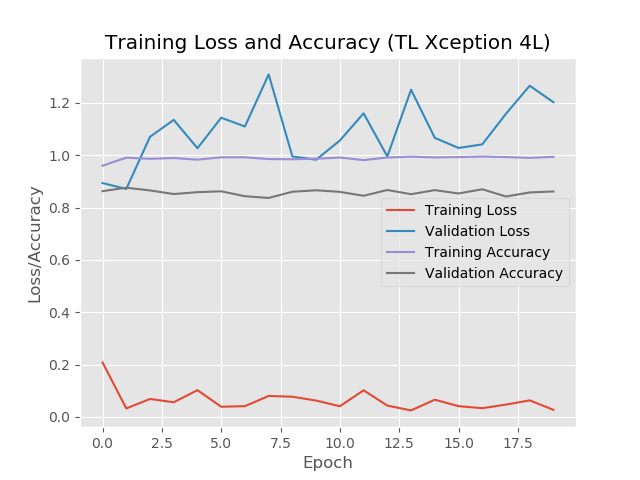 Training Loss and Accuracy (TL Xception 4L)
1.2
1.0
0.8
0.6
0.4
0.2
0.0
Loss/Accuracy
Training Loss
Validation Loss
Training Accuracy
Validation Accuracy
0.0 2.5 5.0 7.5 10.0 12.5 15.0 17.5
Epoch